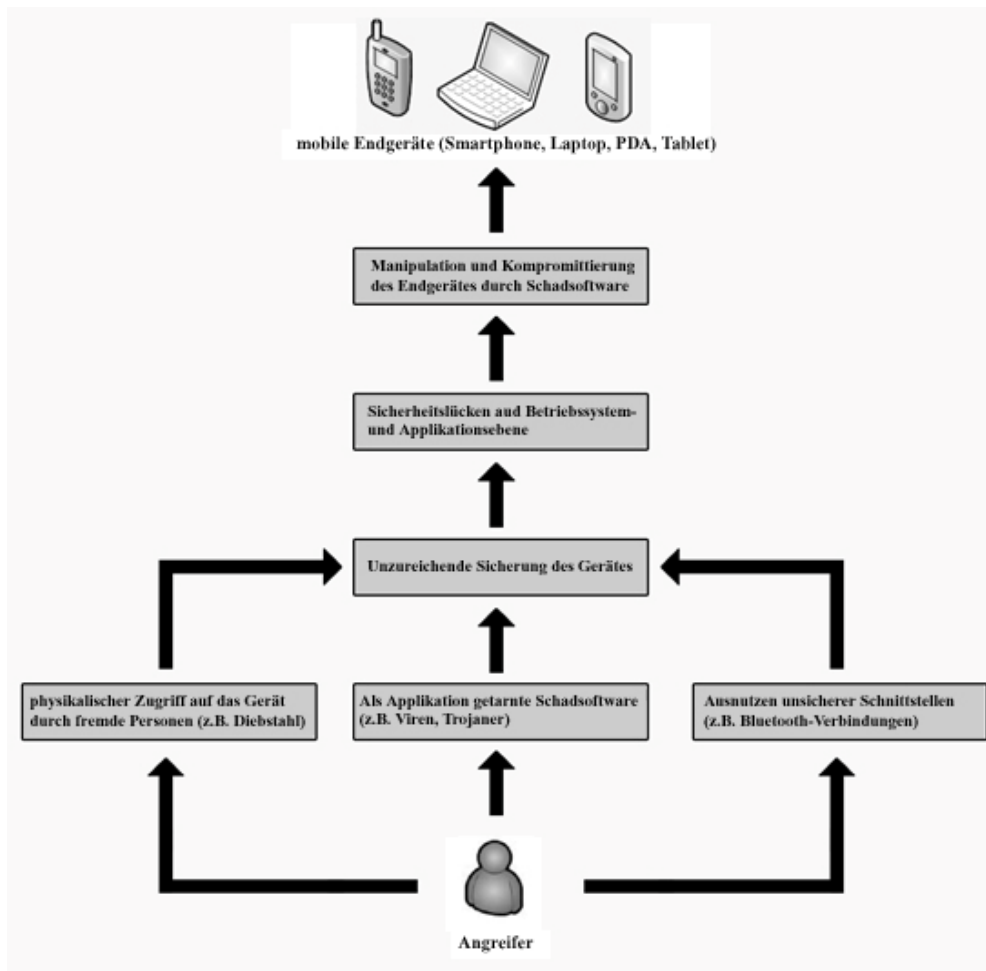 mobile Endgeräte (Smartphone, Laptop, PDA, Tablet)
Manipulation und Kompromittierung
des Endgerätes durch Schadsoftware
Sicherheitslücken aud Betriebssystem-
und Applikationsebene
Unzureichende Sicherung des Gerätes
physikalischer Zugriff auf das Gerät
durch fremde Personen (z.B. Diebstahl)
Als Applikation getarnte Schadsoftware
(z.B. Viren, Trojaner)
Ausnutzen unsicherer Schnittstellen
(z.B. Bluetooth-Verbindungen)
Angreifer